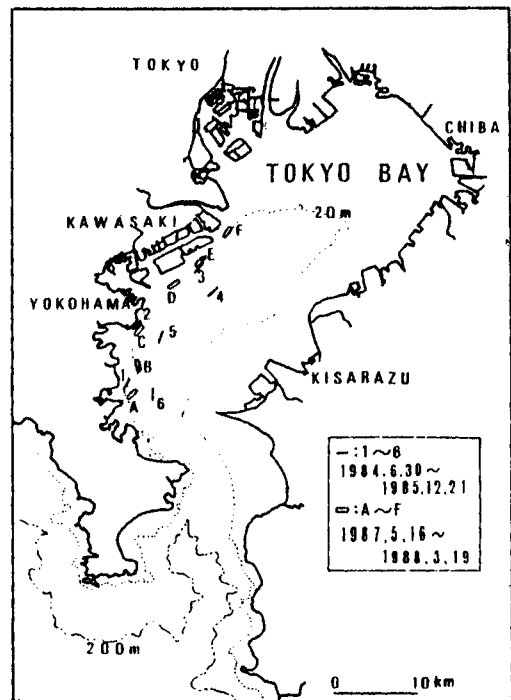 TOKYO
CHIBA
TOKYO BAY
20m
KAWASAKI
F
E
3
D
4
YOKOHAMA
2
C
5
B
1
A
6
KISARAZU
—:1～6
1984.6.30～
1985.12.21
▭:A～F
1987.5.16～
1988.3.19
200m
0 10km